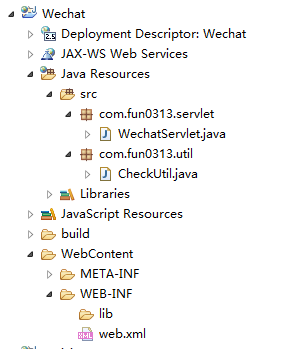 Wechat
Deployment Descriptor: Wechat
JAX-WS Web Services
Java Resources
src
com.fun0313.servlet
WechatServlet.java
com.fun0313.util
CheckUtil.java
Libraries
JavaScript Resources
build
WebContent
META-INF
WEB-INF
lib
web.xml